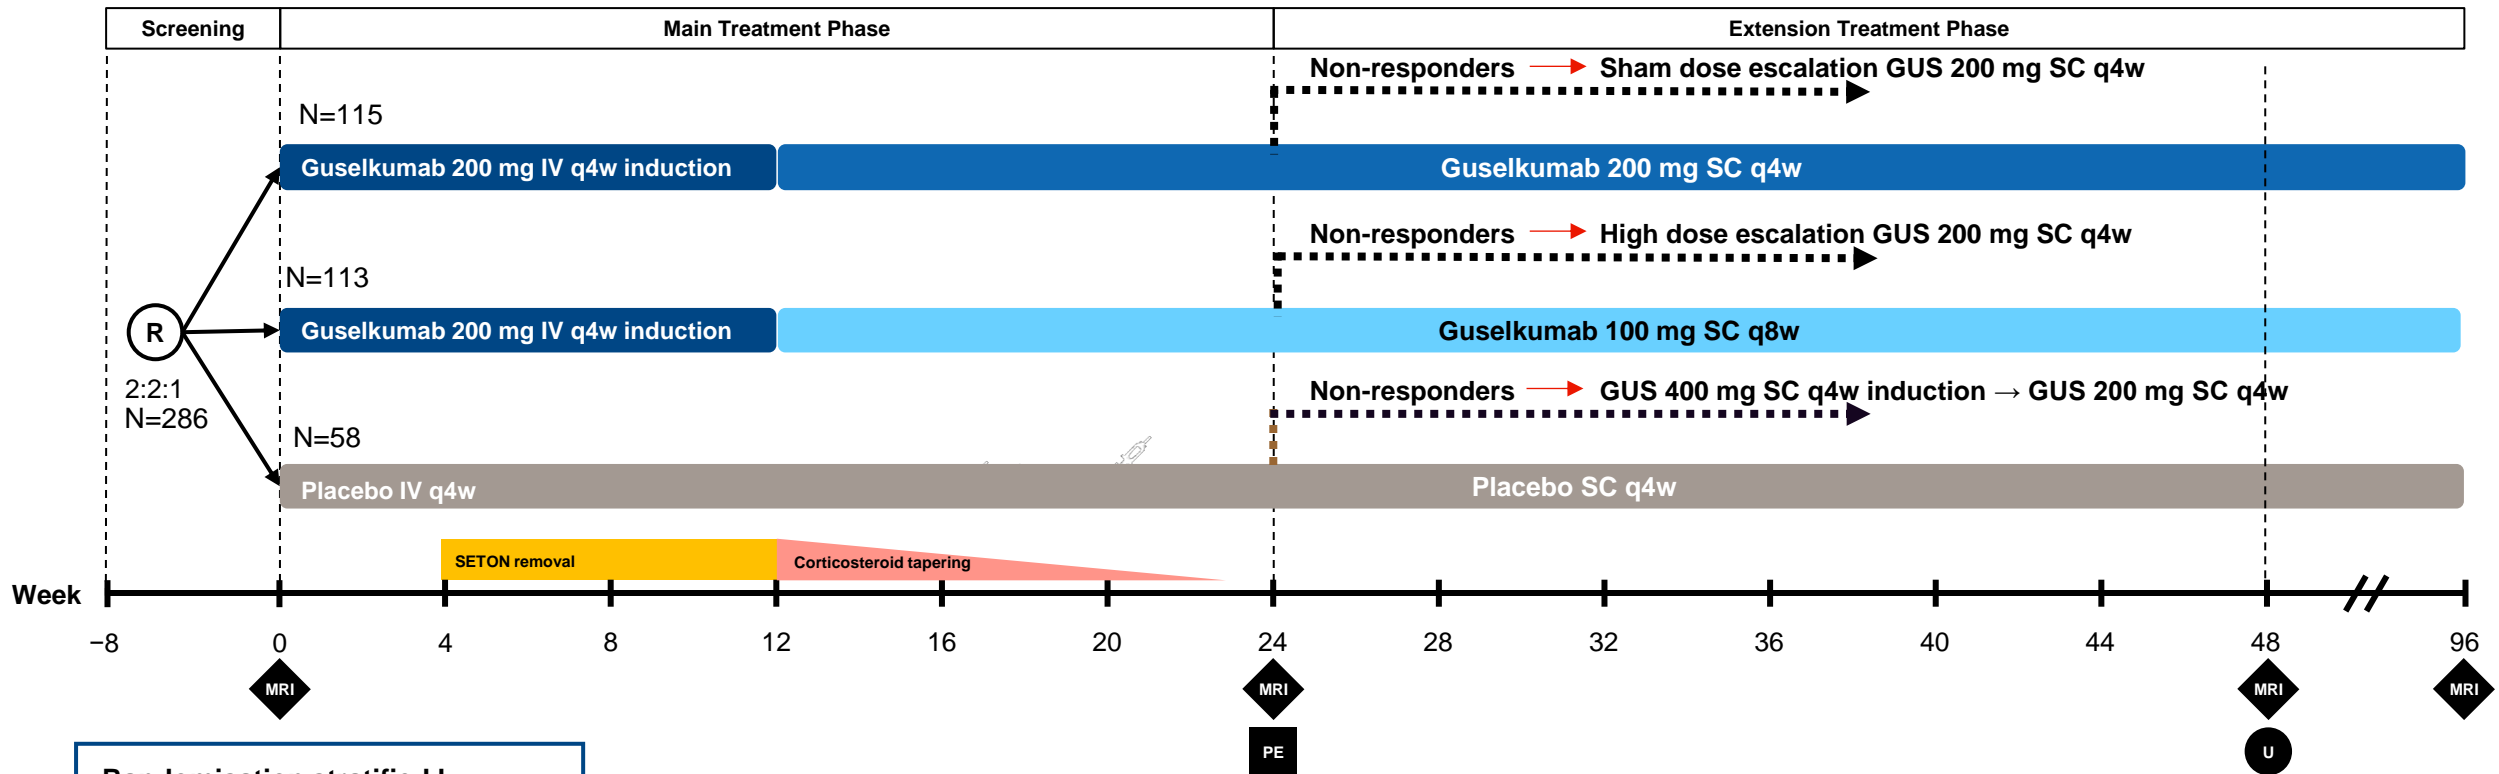 Screening Main Treatment Phase Extension Treatment Phase
Non-responders → Sham dose escalation GUS 200 mg SC q4w
N=115
Guselkumab 200 mg IV q4w induction Guselkumab 200 mg SC q4w
Non-responders → High dose escalation GUS 200 mg SC q4w
N=113
R
Guselkumab 200 mg IV q4w induction Guselkumab 100 mg SC q8w
2:2:1
N=286
Non-responders → GUS 400 mg SC q4w induction → GUS 200 mg SC q4w
N=58
Placebo IV q4w Placebo SC q4w
SETON removal Corticosteroid tapering
Week
−8 0 4 8 12 16 20 24 28 32 36 40 44 48 96
MRI MRI MRI MRI
PE U